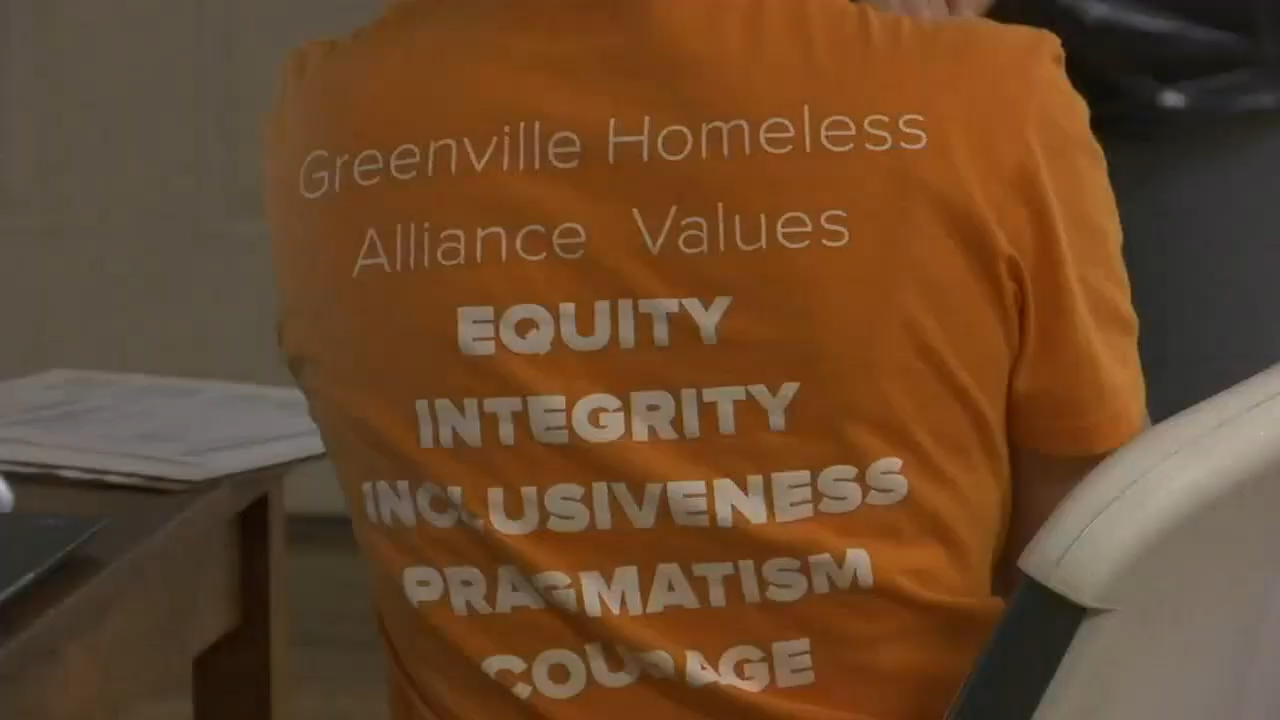 Greenville Homeless
Alliance Values
EQUITY
INTEGRITY
INCLUSIVENESS
PRAGMATISM
COURAGE